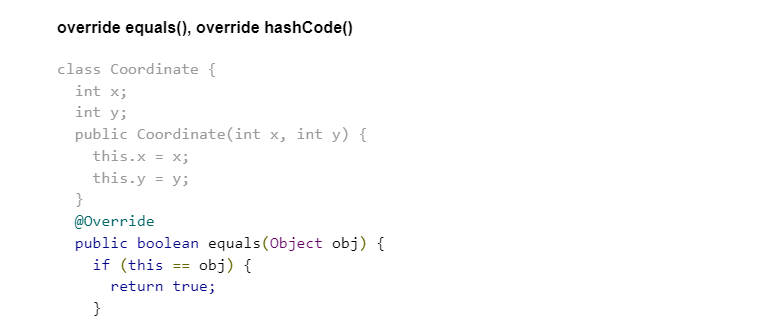 override equals(), override hashCode()
class Coordinate {
  int x;
  int y;
  public Coordinate(int x, int y) {
    this.x = x;
    this.y = y;
  }
  @Override
  public boolean equals(Object obj) {
    if (this == obj) {
      return true;
    }